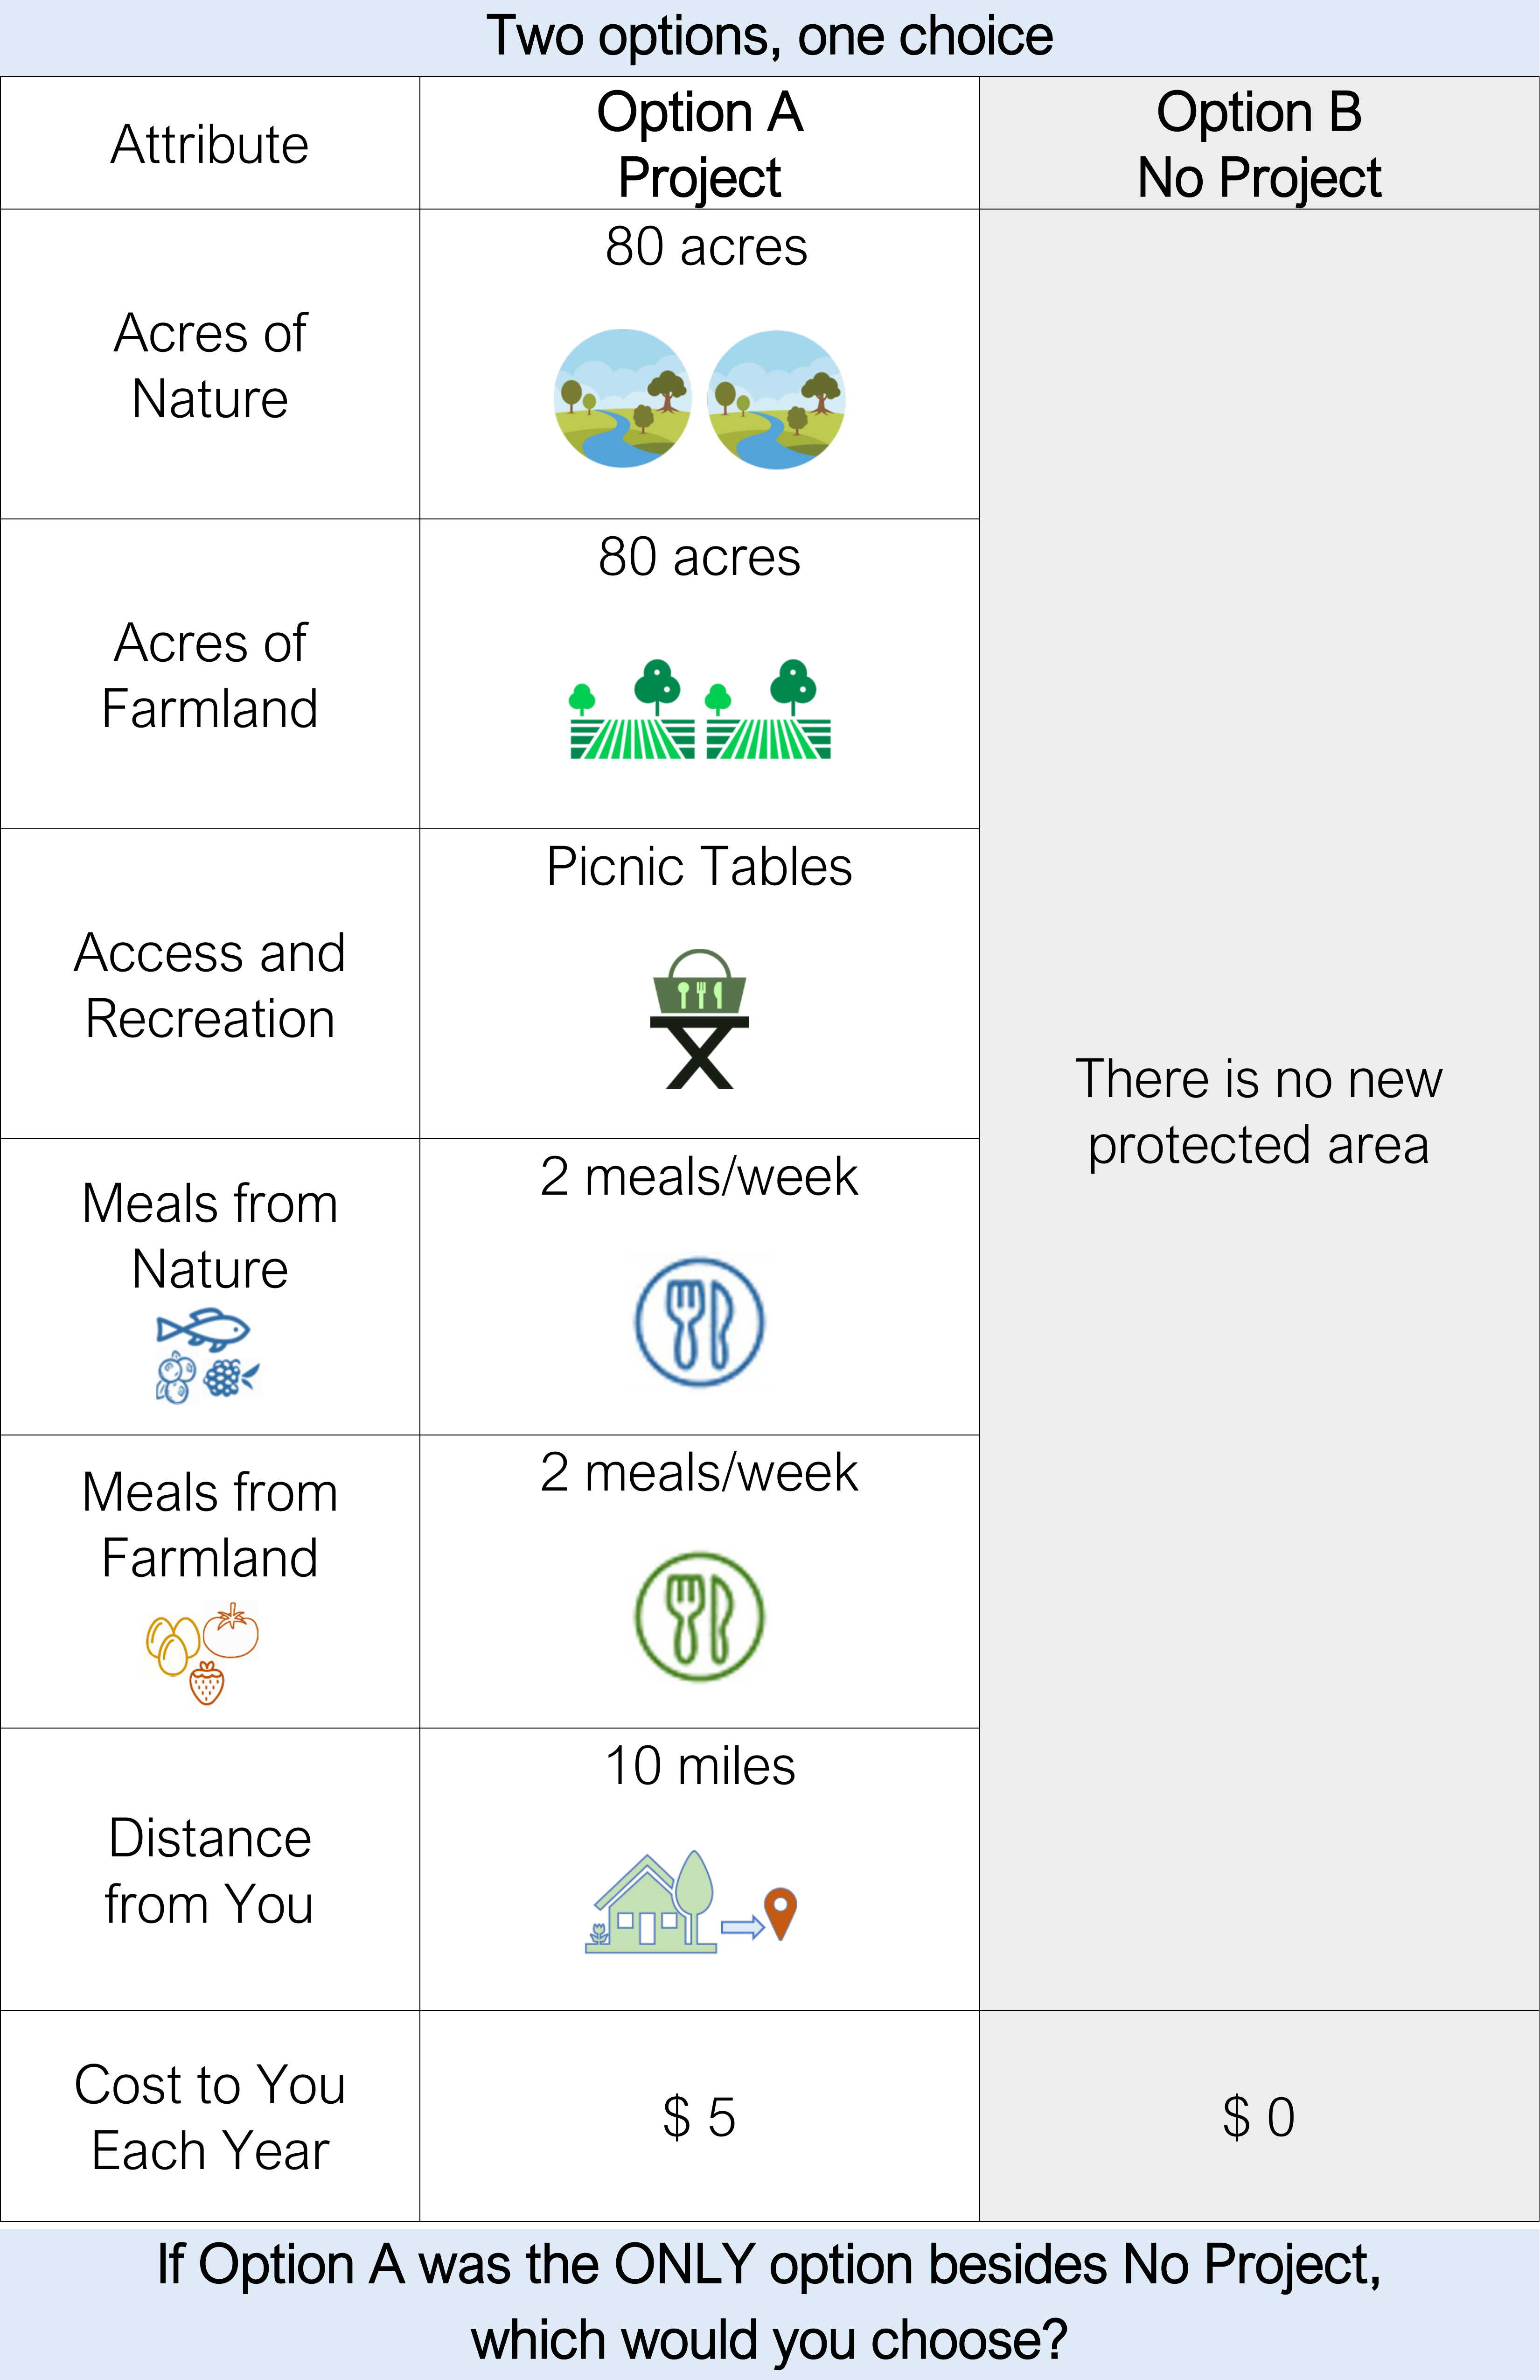 Two options, one choice
Attribute
Option A
Project
Option B
No Project
Acres of
Nature
80 acres
Acres of
Farmland
80 acres
Access and
Recreation
Picnic Tables
There is no new
protected area
Meals from
Nature
2 meals/week
Meals from
Farmland
2 meals/week
Distance
from You
10 miles
Cost to You
Each Year
$ 5
$ 0
If Option A was the ONLY option besides No Project,
which would you choose?